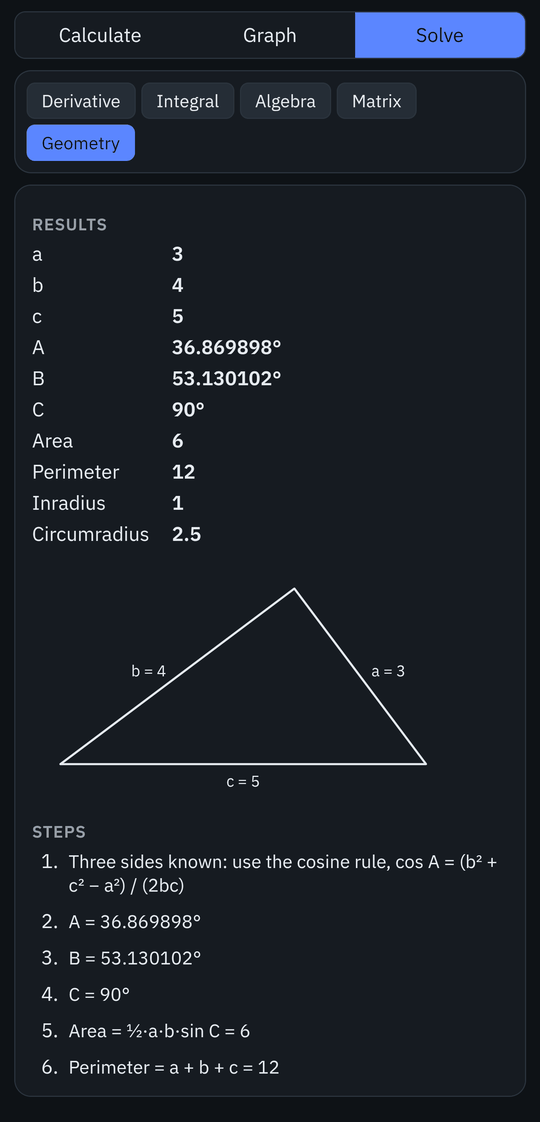 Calculate Graph Solve
Derivative Integral Algebra Matrix
Geometry
RESULTS
a 3
b 4
c 5
A 36.869898°
B 53.130102°
C 90°
Area 6
Perimeter 12
Inradius 1
Circumradius 2.5
b = 4 a = 3
c = 5
STEPS
1. Three sides known: use the cosine rule, cos A = (b² +
c² − a²) / (2bc)
2. A = 36.869898°
3. B = 53.130102°
4. C = 90°
5. Area = ½·a·b·sin C = 6
6. Perimeter = a + b + c = 12